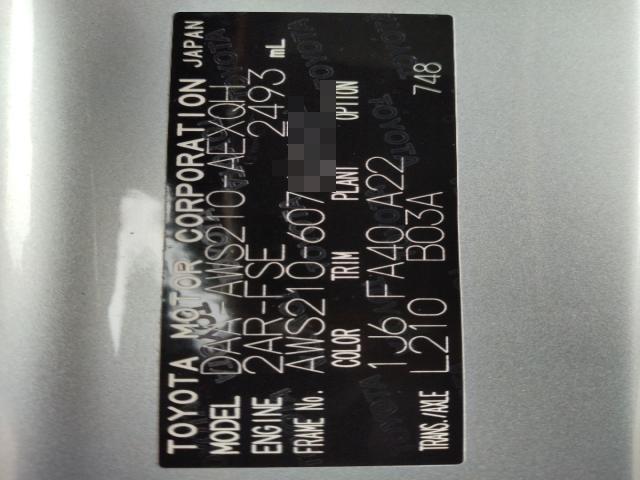 TOYOTA MOTOR CORPORATION JAPAN
MODEL DAA-AWS210-AEXQH
ENGINE 2AR-FSE 2493 mL
FRAME No. AWS210-607
COLOR TRIM PLANT OPTION
1J6 FA40 A22
TRANS./AXLE L210 B03A 748